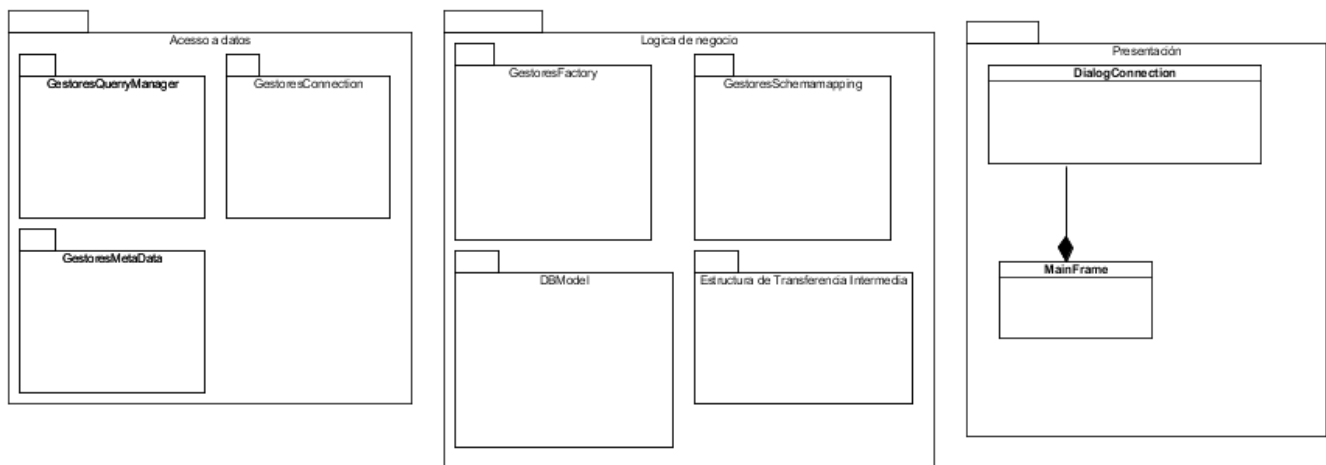 Acesso a datos
GestoresQuerryManager
GestoresConnection
GestoresMetaData
Logica de negocio
GestoresFactory
GestoresSchemamapping
DBModel
Estructura de Transferencia Intermedia
Presentación
DialogConnection
MainFrame